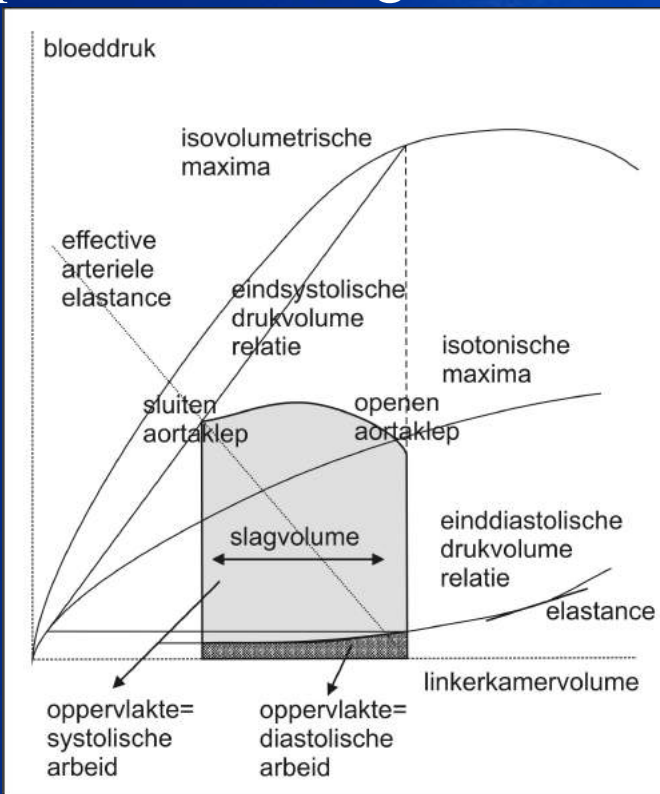 bloeddruk
isovolumetrische
maxima
effective
arteriele
elastance
eindsystolische
drukvolume
relatie
isotonische
maxima
sluiten
aortaklep
openen
aortaklep
slagvolume
einddiastolische
drukvolume
relatie
elastance
linkerkamervolume
oppervlakte=
systolische
arbeid
oppervlakte=
diastolische
arbeid